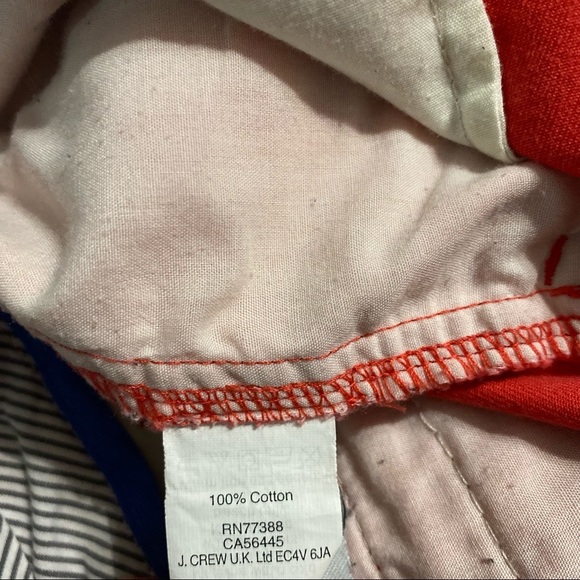 100% Cotton
RN77388
CA56445
J. CREW U.K. Ltd EC4V 6JA